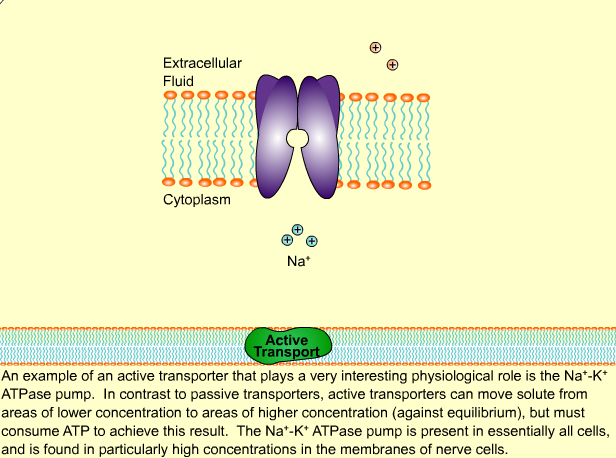 Extracellular
Fluid
Cytoplasm
Na⁺
Active
Transport
An example of an active transporter that plays a very interesting physiological role is the Na⁺-K⁺
ATPase pump. In contrast to passive transporters, active transporters can move solute from
areas of lower concentration to areas of higher concentration (against equilibrium), but must
consume ATP to achieve this result. The Na⁺-K⁺ ATPase pump is present in essentially all cells,
and is found in particularly high concentrations in the membranes of nerve cells.